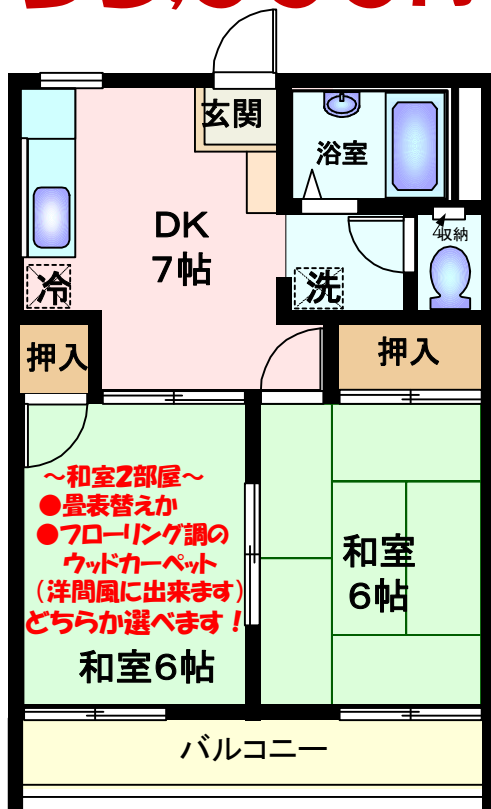 玄関
浴室
DK
7帖
収納
冷
洗
押入
押入
～和室2部屋～
●畳表替えか
●フローリング調の
ウッドカーペット
（洋間風に出来ます）
どちらか選べます！
和室6帖
和室
6帖
バルコニー